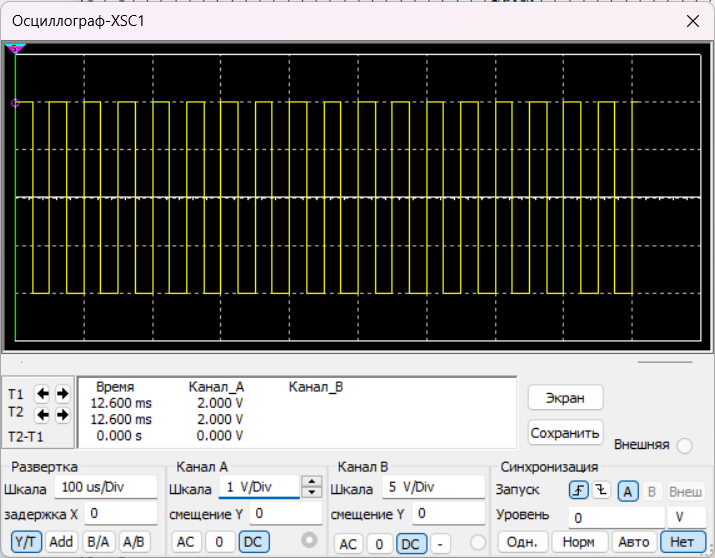 Осциллограф-XSC1
Время Канал_A Канал_B
T1 12.600 ms 2.000 V
T2 12.600 ms 2.000 V
T2-T1 0.000 s 0.000 V
Экран
Сохранить
Внешняя
Развертка Канал A Канал B Синхронизация
Шкала 100 us/Div Шкала 1 V/Div Шкала 5 V/Div Запуск A B Внеш
задержка X 0 смещение Y 0 смещение Y 0 Уровень 0 V
Y/T Add B/A A/B AC 0 DC AC 0 DC - Одн. Норм Авто Нет